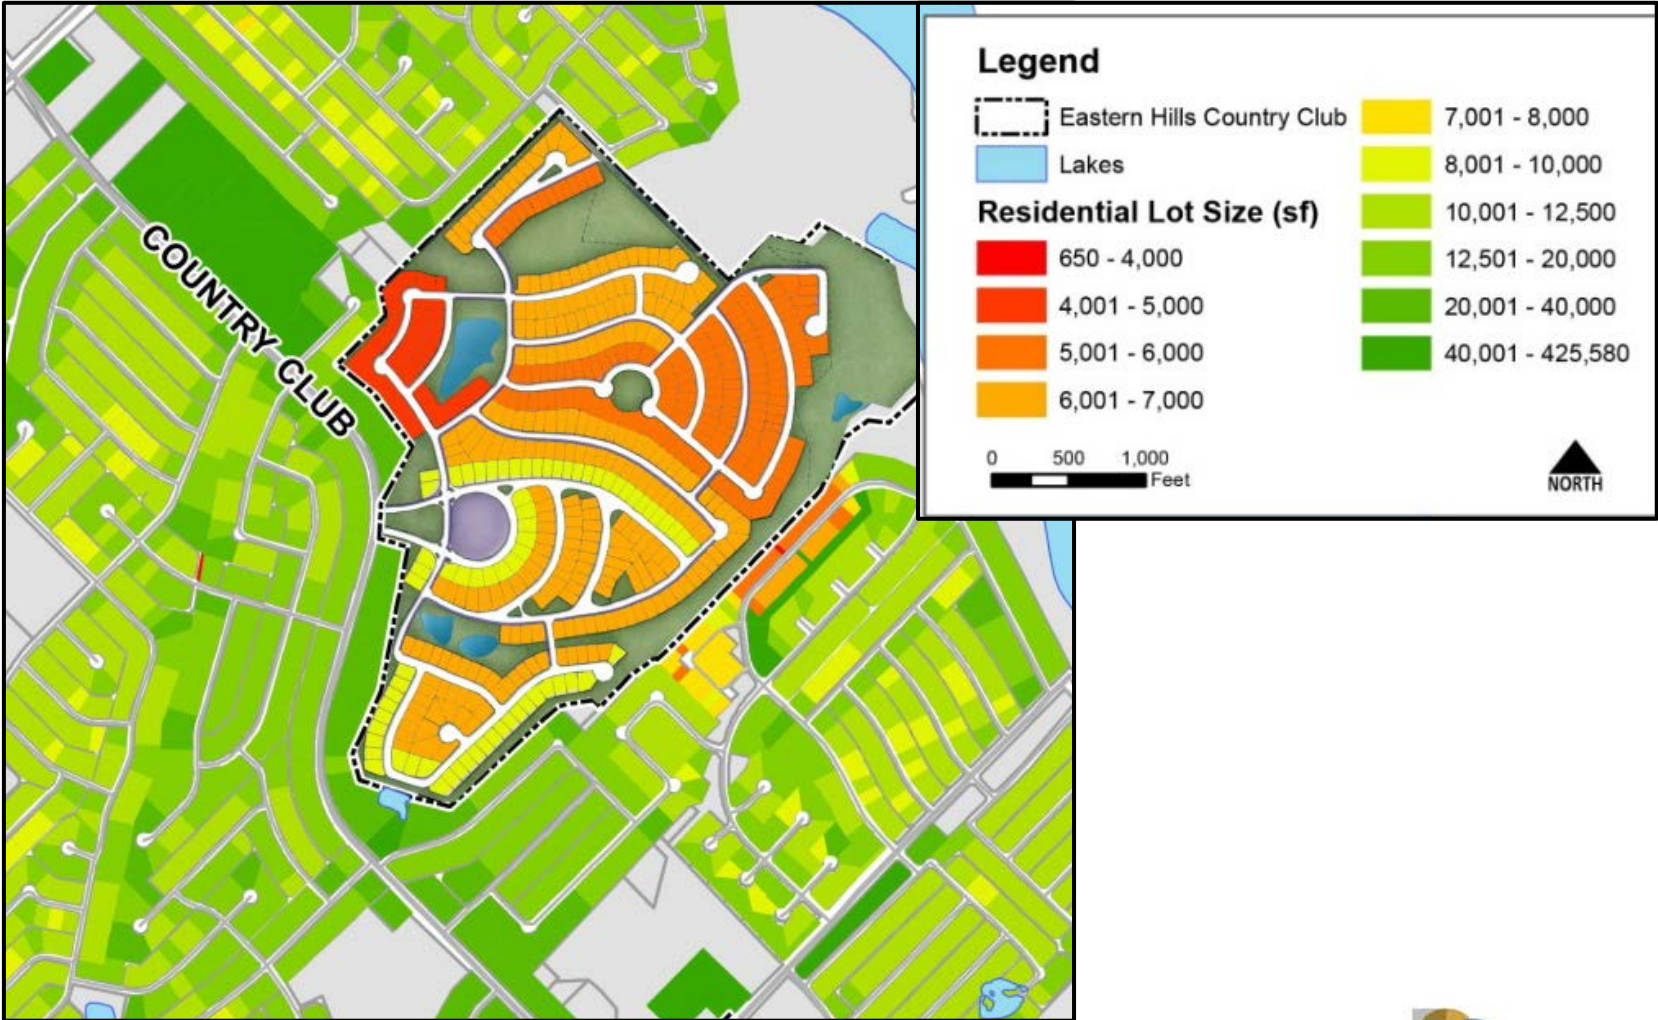 COUNTRY CLUB
Legend
Eastern Hills Country Club
Lakes
Residential Lot Size (sf)
650 - 4,000
4,001 - 5,000
5,001 - 6,000
6,001 - 7,000
7,001 - 8,000
8,001 - 10,000
10,001 - 12,500
12,501 - 20,000
20,001 - 40,000
40,001 - 425,580
0 500 1,000
Feet
NORTH